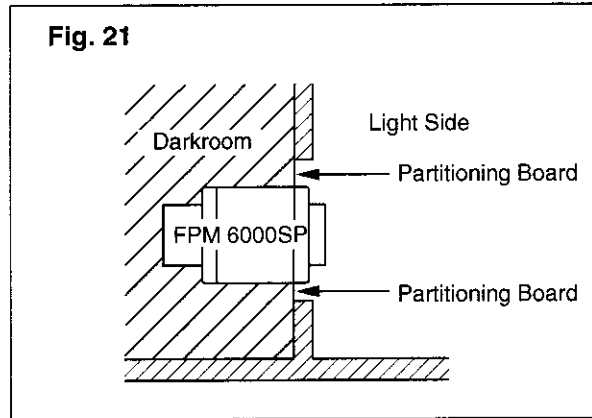 Fig. 21
Darkroom
Light Side
Partitioning Board
FPM 6000SP
Partitioning Board